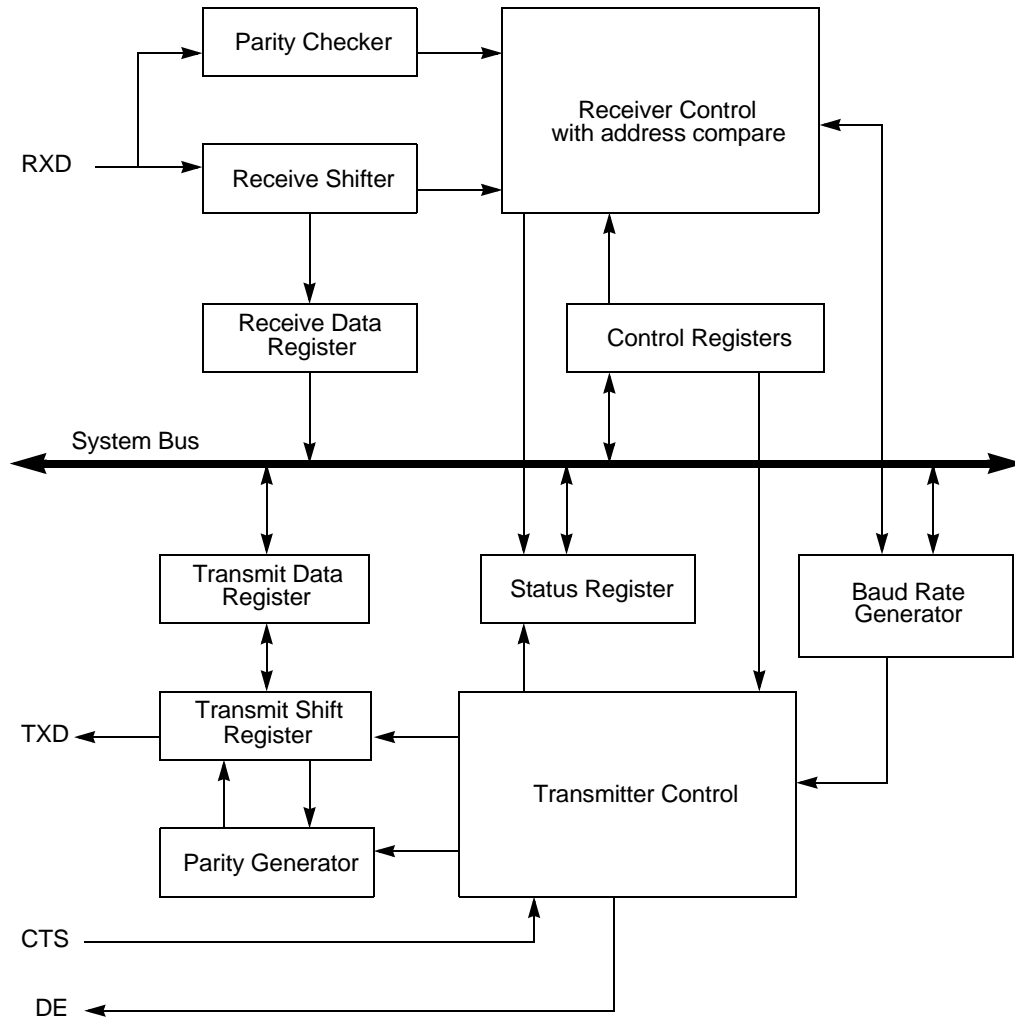 Parity Checker
Receiver Control
with address compare
RXD
Receive Shifter
Receive Data
Register
Control Registers
System Bus
Transmit Data
Register
Status Register
Baud Rate
Generator
Transmit Shift
Register
TXD
Transmitter Control
Parity Generator
CTS
DE